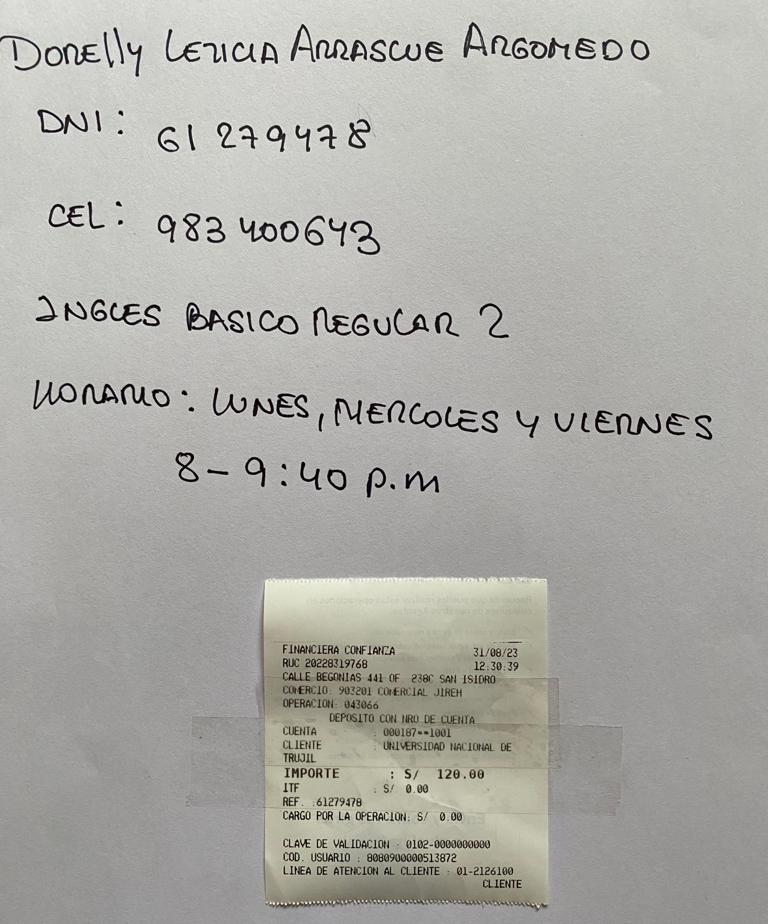 Dorelly Leticia Arrascue Argomedo
DNI: 61279478
CEL: 983400643
INGLES BASICO REGULAR 2
HORARIO: LUNES, MIERCOLES Y VIERNES
8-9:40 p.m
FINANCIERA CONFIANZA 31/08/23
RUC 20228319768 12:30:39
CALLE BEGONIAS 441 OF 238C SAN ISIDRO
COMERCIO: 903201 COMERCIAL JIREH
OPERACION: 043066
DEPOSITO CON NRO DE CUENTA
CUENTA : 000187**1001
CLIENTE : UNIVERSIDAD NACIONAL DE
TRUJIL
IMPORTE : S/ 120.00
ITF : S/ 0.00
REF. :61279478
CARGO POR LA OPERACION: S/ 0.00
CLAVE DE VALIDACION : 0102-0000000000
COD. USUARIO : 8080900000513872
LINEA DE ATENCION AL CLIENTE : 01-2126100
CLIENTE